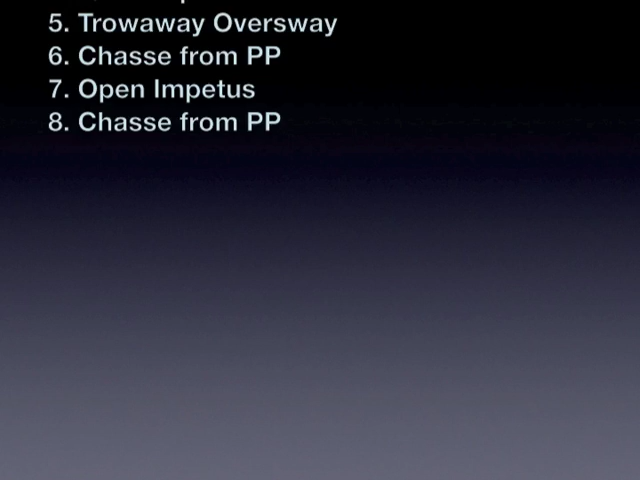 5. Trowaway Oversway
6. Chasse from PP
7. Open Impetus
8. Chasse from PP